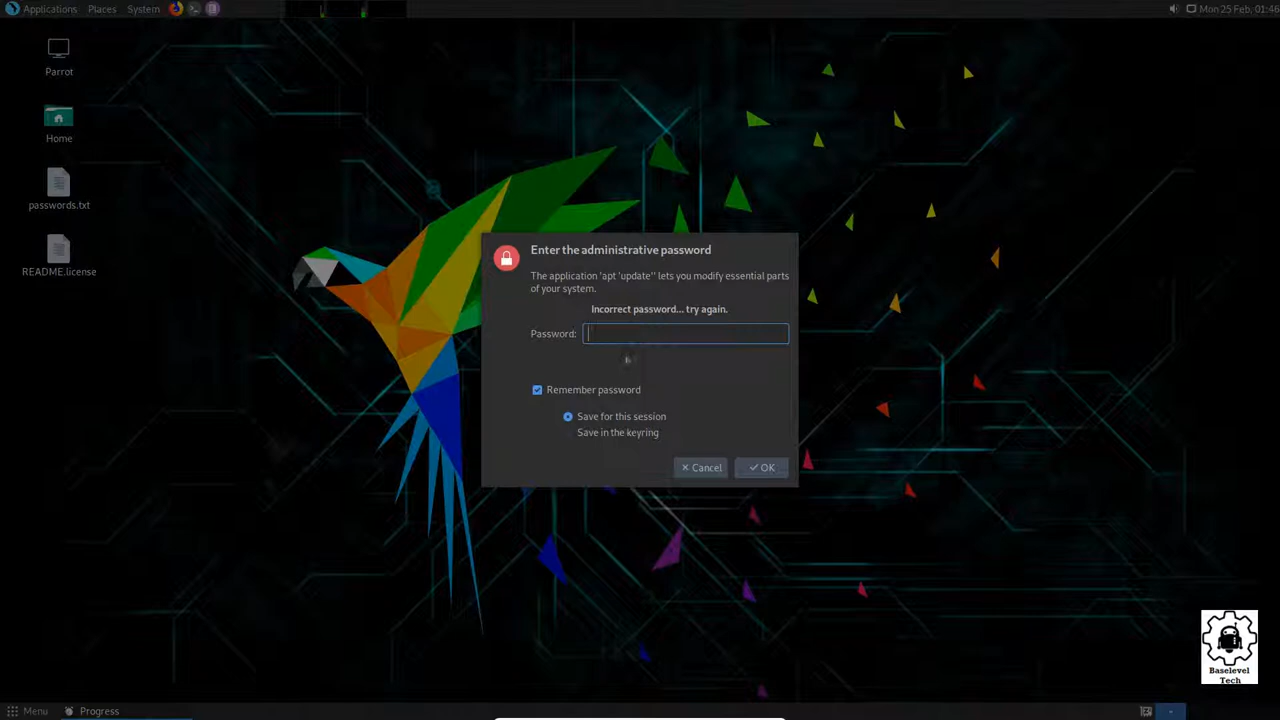 Applications Places System
Mon 25 Feb, 01:46
Parrot
Home
passwords.txt
README.license
Enter the administrative password
The application 'apt 'update'' lets you modify essential parts
of your system.
Incorrect password... try again.
Password:
Remember password
Save for this session
Save in the keyring
Cancel
OK
Baselevel
Tech
Menu
Progress